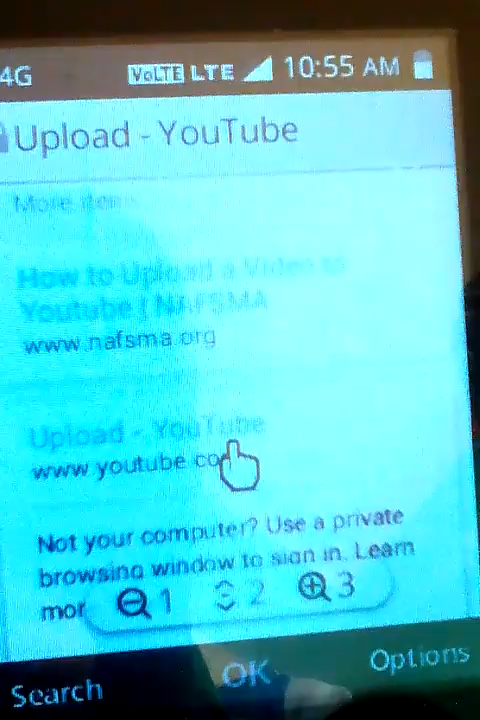 4G VoLTE LTE 10:55 AM
Upload - YouTube
More items
How to Upload a Video to
Youtube | NAFSMA
www.nafsma.org
Upload - YouTube
www youtube co
Not your computer? Use a private
browsing window to sign in. Learn
mor
1 2 3
Search OK Options